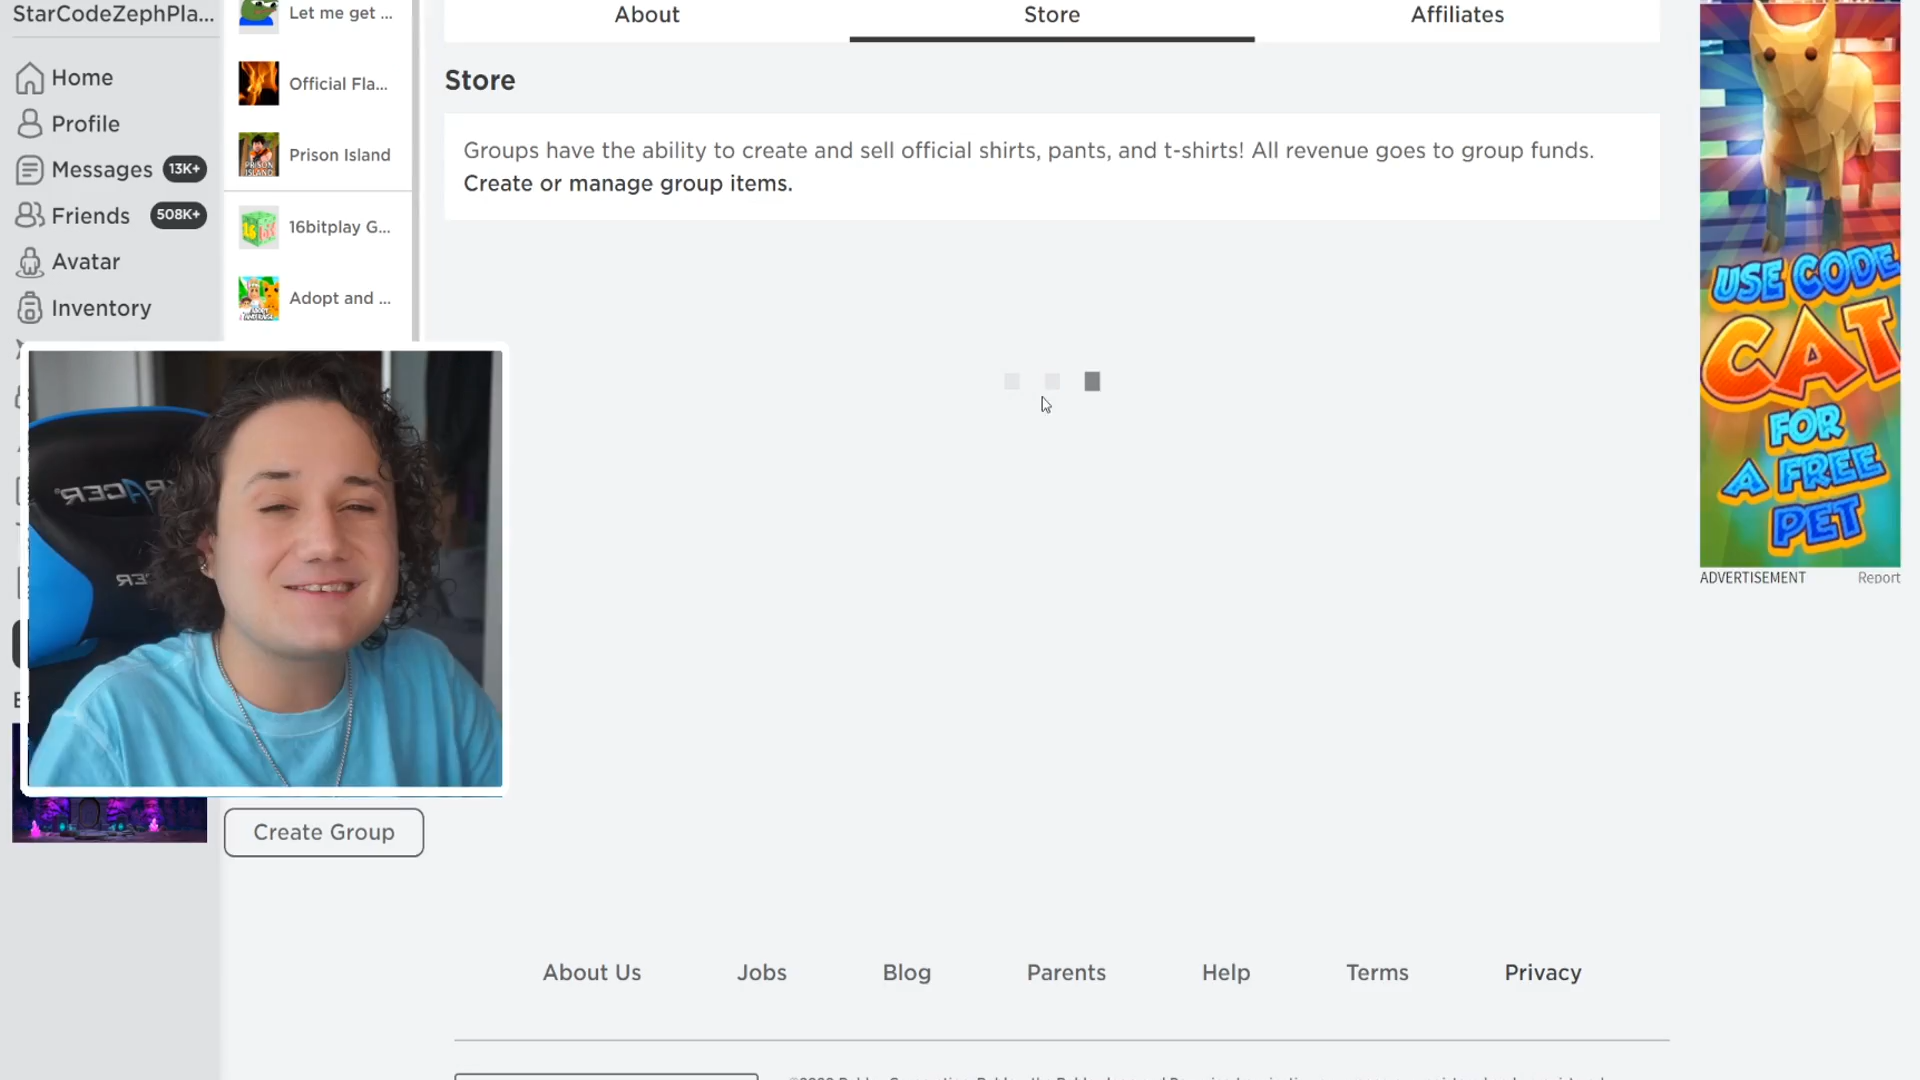 StarCodeZephPla...
Home
Profile
Messages 13K+
Friends 508K+
Avatar
Inventory
Let me get ...
Official Fla...
PRISON ISLAND
Prison Island
16bitplay G...
Adopt and ...
Create Group
About Store Affiliates
Store
Groups have the ability to create and sell official shirts, pants, and t-shirts! All revenue goes to group funds.
Create or manage group items.
USE CODE
CAT
FOR
A FREE
PET
ADVERTISEMENT Report
About Us Jobs Blog Parents Help Terms Privacy